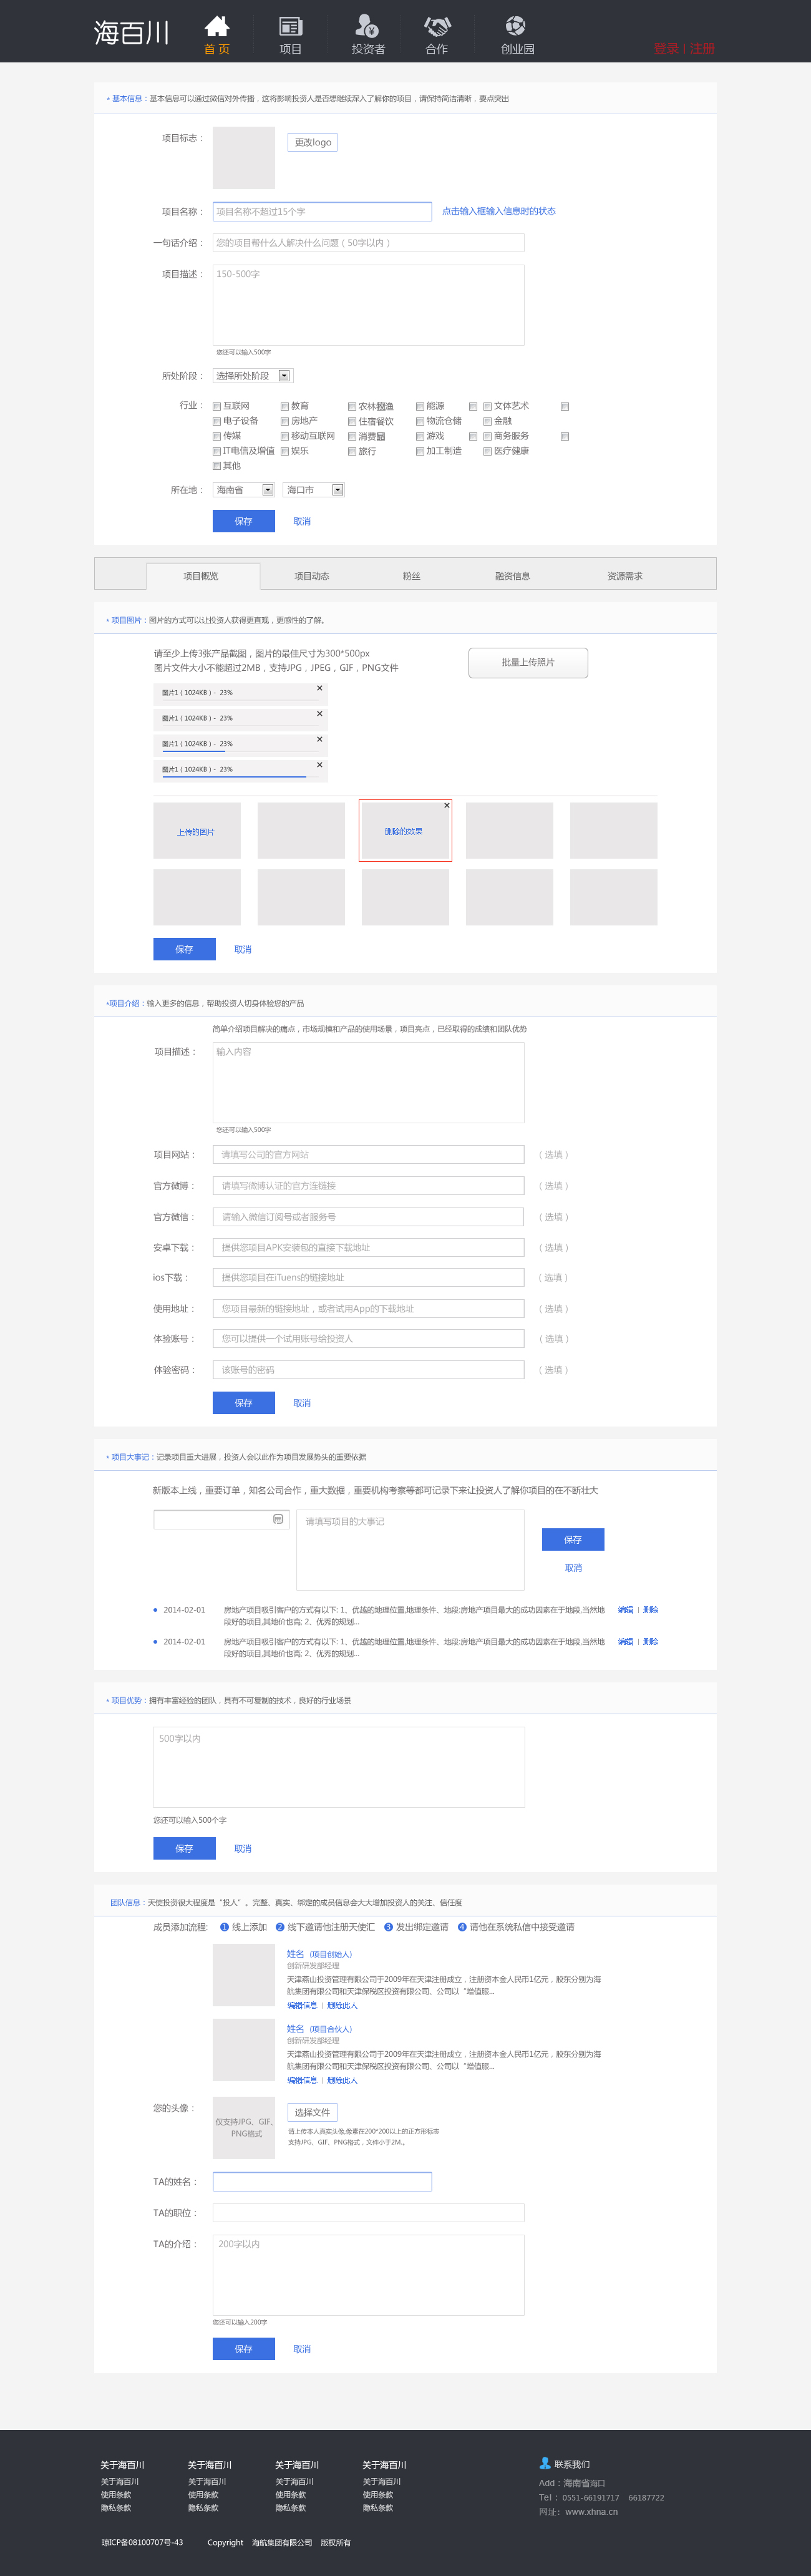 海百川
首 页
项目
投资者
合作
创业园
登录 | 注册
* 基本信息：基本信息可以通过微信对外传播，这将影响投资人是否想继续深入了解你的项目，请保持简洁清晰，要点突出
项目标志：
更改logo
项目名称：
项目名称不超过15个字
点击输入框输入信息时的状态
一句话介绍：
您的项目帮什么人解决什么问题（50字以内）
项目描述：
150-500字
您还可以输入500字
所处阶段：
选择所处阶段
行业：
互联网 教育 农林牧渔 能源 文体艺术
电子设备 房地产 住宿餐饮 物流仓储 金融
传媒 移动互联网 消费品 游戏 商务服务
IT电信及增值 娱乐 旅行 加工制造 医疗健康
其他
所在地：
海南省
海口市
保存
取消
项目概览
项目动态
粉丝
融资信息
资源需求
* 项目图片：图片的方式可以让投资人获得更直观，更感性的了解。
请至少上传3张产品截图，图片的最佳尺寸为300*500px
图片文件大小不能超过2MB，支持JPG，JPEG，GIF，PNG文件
批量上传照片
图片1（1024KB）- 23%
图片1（1024KB）- 23%
图片1（1024KB）- 23%
图片1（1024KB）- 23%
上传的图片
删除的效果
保存
取消
*项目介绍：输入更多的信息，帮助投资人切身体验您的产品
简单介绍项目解决的痛点，市场规模和产品的使用场景，项目亮点，已经取得的成绩和团队优势
项目描述：
输入内容
您还可以输入500字
项目网站：
请填写公司的官方网站
（选填）
官方微博：
请填写微博认证的官方连链接
（选填）
官方微信：
请输入微信订阅号或者服务号
（选填）
安卓下载：
提供您项目APK安装包的直接下载地址
（选填）
ios下载：
提供您项目在iTuens的链接地址
（选填）
使用地址：
您项目最新的链接地址，或者试用App的下载地址
（选填）
体验账号：
您可以提供一个试用账号给投资人
（选填）
体验密码：
该账号的密码
（选填）
保存
取消
* 项目大事记：记录项目重大进展，投资人会以此作为项目发展势头的重要依据
新版本上线，重要订单，知名公司合作，重大数据，重要机构考察等都可记录下来让投资人了解你项目的在不断壮大
请填写项目的大事记
保存
取消
2014-02-01
房地产项目吸引客户的方式有以下: 1、优越的地理位置,地理条件、地段:房地产项目最大的成功因素在于地段,当然地
段好的项目,其地价也高; 2、优秀的规划...
编辑 | 删除
2014-02-01
房地产项目吸引客户的方式有以下: 1、优越的地理位置,地理条件、地段:房地产项目最大的成功因素在于地段,当然地
段好的项目,其地价也高; 2、优秀的规划...
编辑 | 删除
* 项目优势：拥有丰富经验的团队，具有不可复制的技术，良好的行业场景
500字以内
您还可以输入500个字
保存
取消
团队信息：天使投资很大程度是“投人”。完整、真实、绑定的成员信息会大大增加投资人的关注、信任度
成员添加流程: 1 线上添加 2 线下邀请他注册天使汇 3 发出绑定邀请 4 请他在系统私信中接受邀请
姓名 (项目创始人)
创新研发部经理
天津燕山投资管理有限公司于2009年在天津注册成立，注册资本金人民币1亿元，股东分别为海
航集团有限公司和天津保税区投资有限公司、公司以“增值服...
编辑信息 | 删除此人
姓名 (项目合伙人)
创新研发部经理
天津燕山投资管理有限公司于2009年在天津注册成立，注册资本金人民币1亿元，股东分别为海
航集团有限公司和天津保税区投资有限公司、公司以“增值服...
编辑信息 | 删除此人
您的头像：
仅支持JPG、GIF、
PNG格式
选择文件
请上传本人真实头像,像素在200*200以上的正方形标志
支持JPG、GIF、PNG格式，文件小于2M.。
TA的姓名：
TA的职位：
TA的介绍：
200字以内
您还可以输入200字
保存
取消
关于海百川 关于海百川 关于海百川 关于海百川
关于海百川 关于海百川 关于海百川 关于海百川
使用条款 使用条款 使用条款 使用条款
隐私条款 隐私条款 隐私条款 隐私条款
联系我们
Add：海南省海口
Tel：0551-66191717 66187722
网址：www.xhna.cn
琼ICP备08100707号-43 Copyright 海航集团有限公司 版权所有